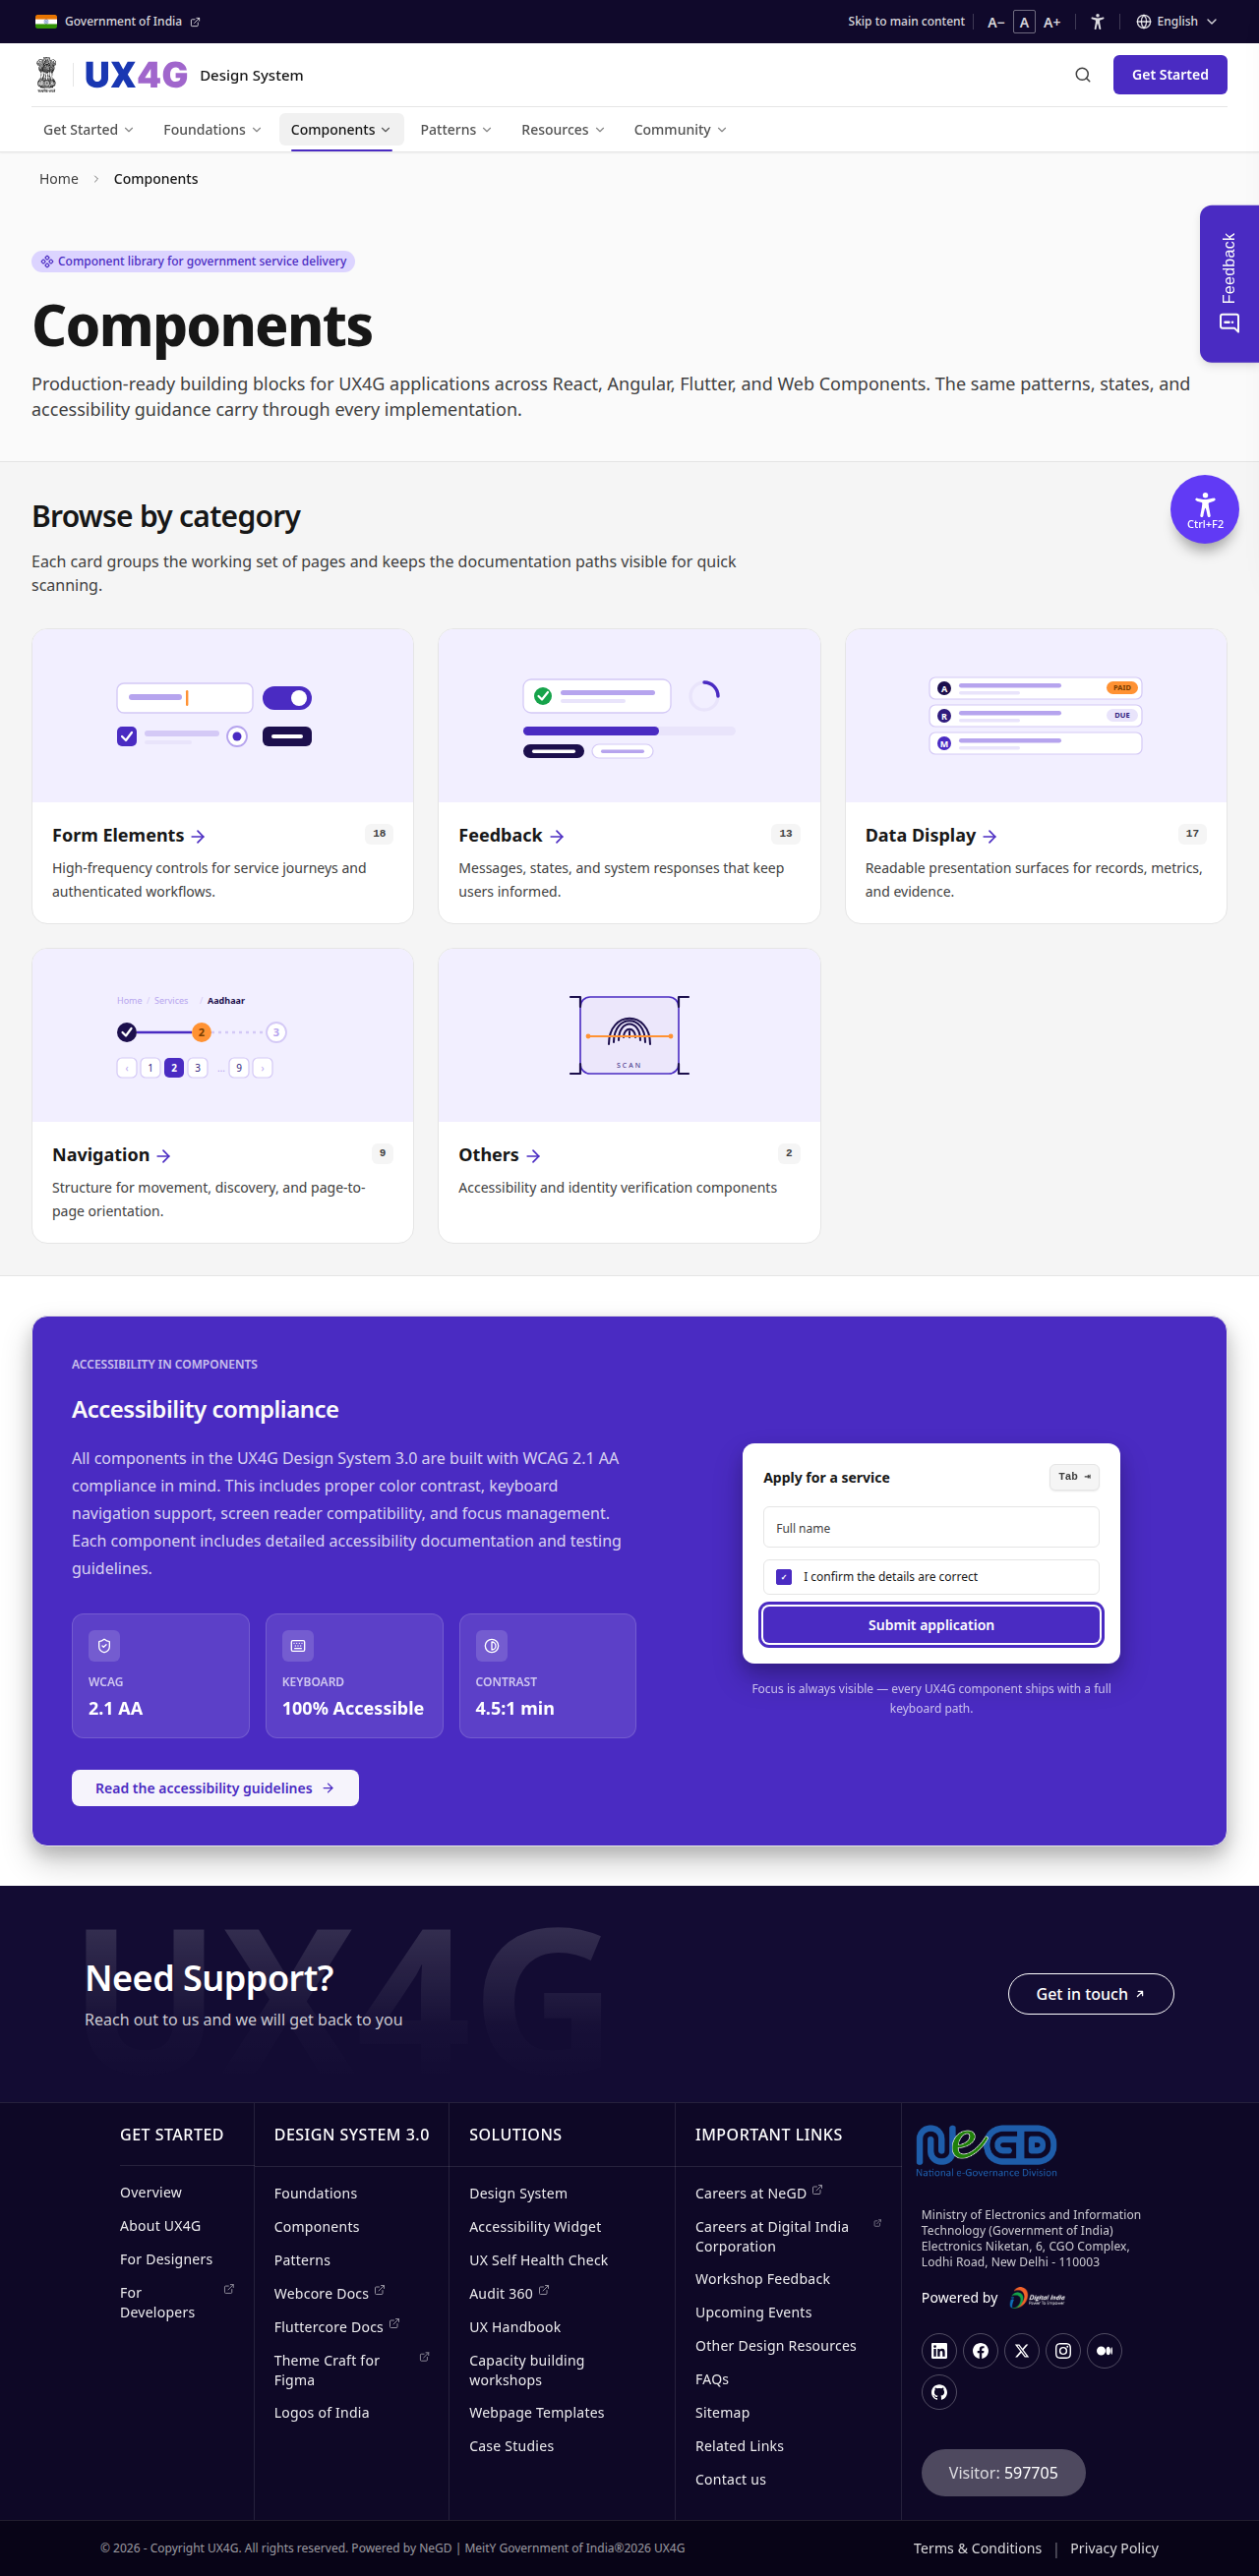 Government of India
Skip to main content A− A A+ English
UX4G Design System
Get Started
Get Started Foundations Components Patterns Resources Community
Home > Components
Feedback
Component library for government service delivery
Components
Production-ready building blocks for UX4G applications across React, Angular, Flutter, and Web Components. The same patterns, states, and
accessibility guidance carry through every implementation.
Browse by category
Ctrl+F2
Each card groups the working set of pages and keeps the documentation paths visible for quick
scanning.
A PAID
R DUE
M
Form Elements → 18
High-frequency controls for service journeys and
authenticated workflows.
Feedback → 13
Messages, states, and system responses that keep
users informed.
Data Display → 17
Readable presentation surfaces for records, metrics,
and evidence.
Home / Services / Aadhaar
2 3
‹ 1 2 3 ... 9 ›
SCAN
Navigation → 9
Structure for movement, discovery, and page-to-
page orientation.
Others → 2
Accessibility and identity verification components
ACCESSIBILITY IN COMPONENTS
Accessibility compliance
All components in the UX4G Design System 3.0 are built with WCAG 2.1 AA
compliance in mind. This includes proper color contrast, keyboard
navigation support, screen reader compatibility, and focus management.
Each component includes detailed accessibility documentation and testing
guidelines.
WCAG
2.1 AA
KEYBOARD
100% Accessible
CONTRAST
4.5:1 min
Read the accessibility guidelines →
Apply for a service Tab ⇥
Full name
I confirm the details are correct
Submit application
Focus is always visible — every UX4G component ships with a full
keyboard path.
UX4G
Need Support?
Reach out to us and we will get back to you
Get in touch
GET STARTED
Overview
About UX4G
For Designers
For
Developers
DESIGN SYSTEM 3.0
Foundations
Components
Patterns
Webcore Docs
Fluttercore Docs
Theme Craft for
Figma
Logos of India
SOLUTIONS
Design System
Accessibility Widget
UX Self Health Check
Audit 360
UX Handbook
Capacity building
workshops
Webpage Templates
Case Studies
IMPORTANT LINKS
Careers at NeGD
Careers at Digital India
Corporation
Workshop Feedback
Upcoming Events
Other Design Resources
FAQs
Sitemap
Related Links
Contact us
NeGD
National e-Governance Division
Ministry of Electronics and Information
Technology (Government of India)
Electronics Niketan, 6, CGO Complex,
Lodhi Road, New Delhi - 110003
Powered by Digital India
Power To Empower
Visitor: 597705
© 2026 - Copyright UX4G. All rights reserved. Powered by NeGD | MeitY Government of India®2026 UX4G
Terms & Conditions | Privacy Policy